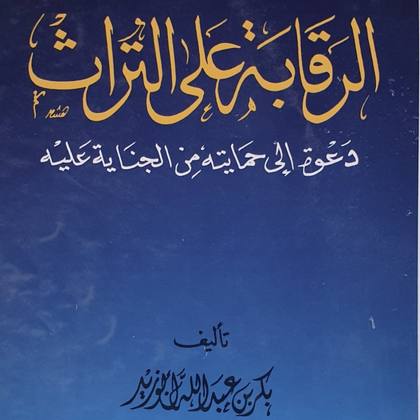 الرقابة على التراث
دعوة إلى حمايته من الجناية عليه
تأليف
بكر بن عبد الله أبو زيد